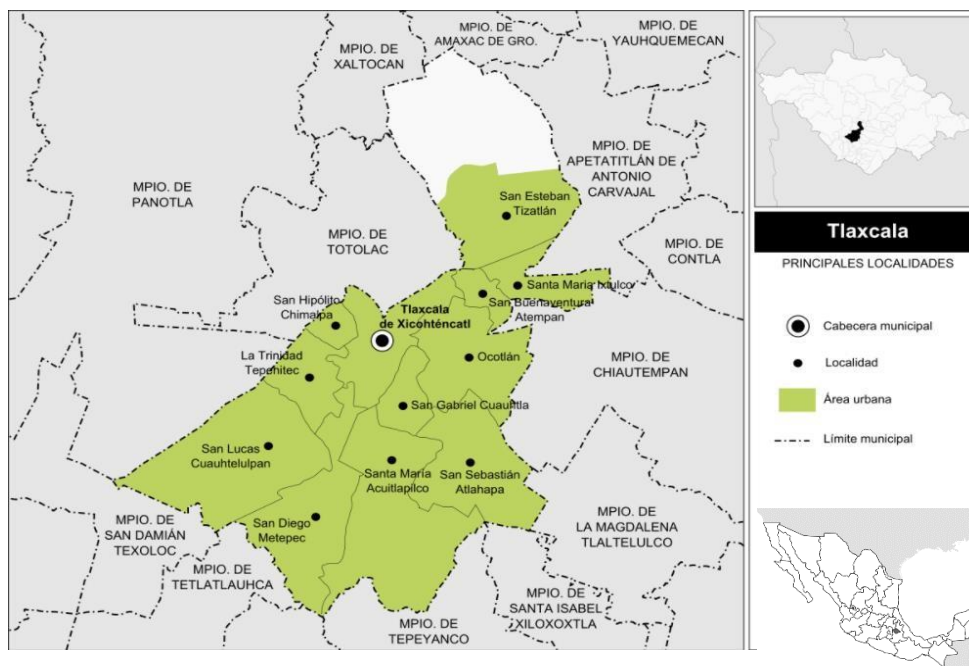 MPIO. DE
AMAXAC DE GRO.
MPIO. DE
YAUHQUEMECAN
MPIO. DE
XALTOCAN
MPIO. DE
APETATITLÁN DE
ANTONIO
CARVAJAL
MPIO. DE
PANOTLA
San Esteban
Tizatlán
MPIO. DE
TOTOLAC
MPIO. DE
CONTLA
Santa Maria Ixtulco
San Buenaventura
Atempan
San Hipólito
Chimalpa
Tlaxcala
de Xicohténcatl
La Trinidad
Tepehitec
Ocotlán
MPIO. DE
CHIAUTEMPAN
San Gabriel Cuauhtla
San Lucas
Cuauhtelulpan
Santa María
Acuitlapilco
San Sebastián
Atlahapa
San Diego
Metepec
MPIO. DE
SAN DAMIÁN
TEXOLOC
MPIO. DE
LA MAGDALENA
TLALTELULCO
MPIO. DE
TETLATLAUHCA
MPIO. DE
SANTA ISABEL
XILOXOXTLA
MPIO. DE
TEPEYANCO
Tlaxcala
PRINCIPALES LOCALIDADES
Cabecera municipal
Localidad
Área urbana
Límite municipal